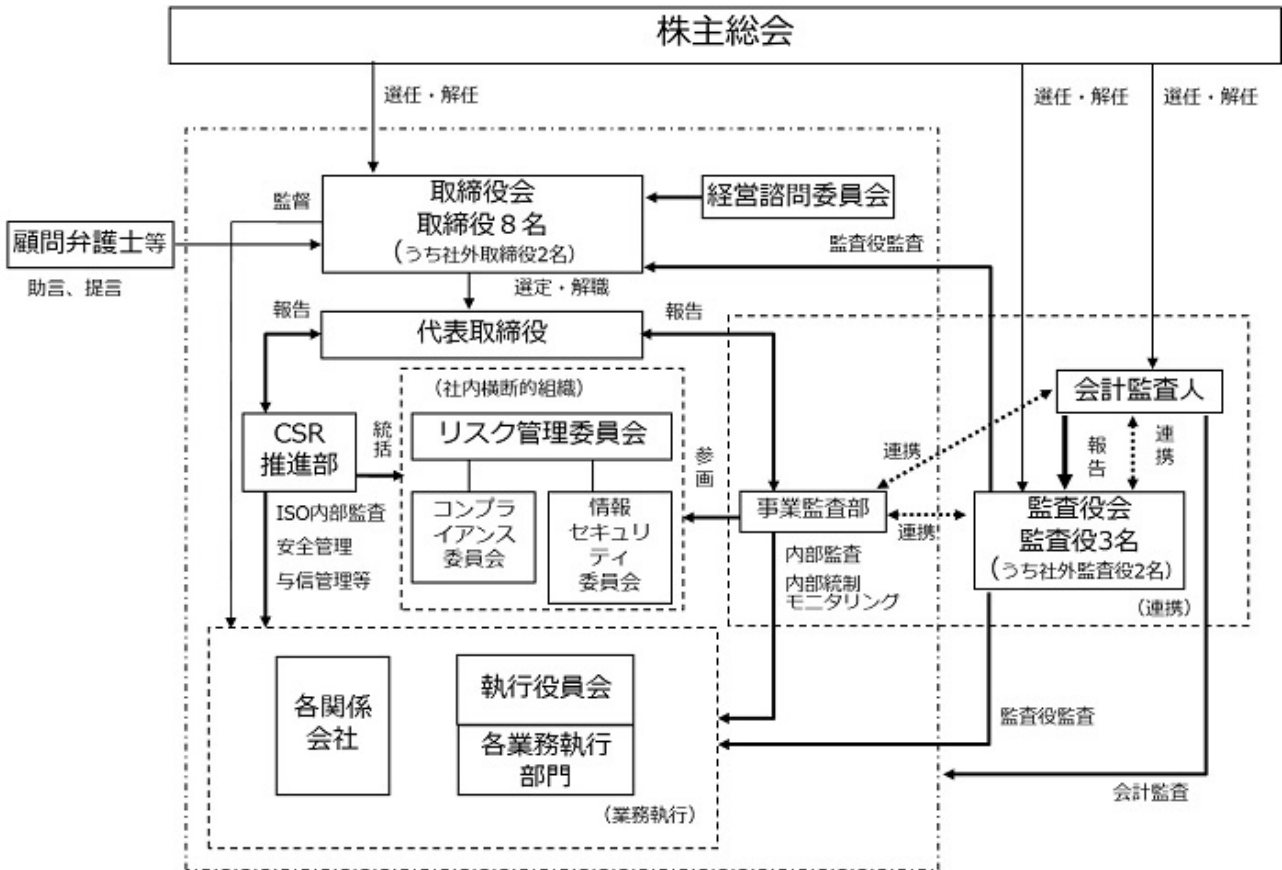 株主総会
選任・解任
選任・解任
選任・解任
監督
取締役会
取締役８名
(うち社外取締役2名)
経営諮問委員会
顧問弁護士等
助言、提言
監査役監査
選定・解職
報告
代表取締役
報告
(社内横断的組織)
リスク管理委員会
CSR
推進部
統括
コンプラ
イアンス
委員会
情報
セキュリ
ティ
委員会
参画
ISO内部監査
安全管理
与信管理等
事業監査部
内部監査
内部統制
モニタリング
連携
連携
会計監査人
報告
連携
監査役会
監査役3名
(うち社外監査役2名)
(連携)
各関係
会社
執行役員会
各業務執行
部門
(業務執行)
監査役監査
会計監査